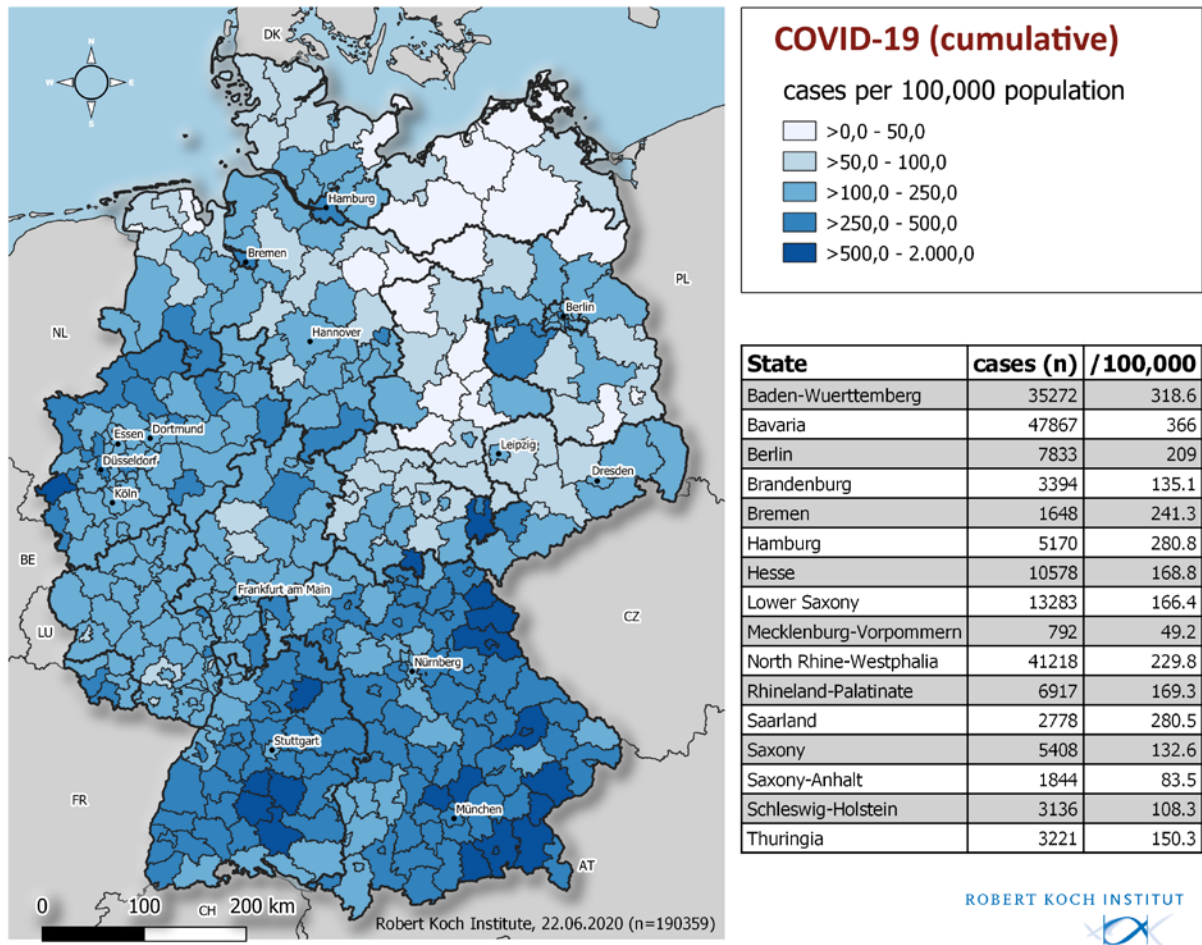 DK
N
W E
S
Hamburg
Bremen
PL
Berlin
NL
Hannover
Essen
Dortmund
Düsseldorf
Leipzig
Dresden
Köln
BE
Frankfurt am Main
LU
CZ
Nürnberg
Stuttgart
FR
München
AT
CH
0 100 200 km
Robert Koch Institute, 22.06.2020 (n=190359)
COVID-19 (cumulative)
cases per 100,000 population
>0,0 - 50,0
>50,0 - 100,0
>100,0 - 250,0
>250,0 - 500,0
>500,0 - 2.000,0
State cases (n) /100,000
Baden-Wuerttemberg 35272 318.6
Bavaria 47867 366
Berlin 7833 209
Brandenburg 3394 135.1
Bremen 1648 241.3
Hamburg 5170 280.8
Hesse 10578 168.8
Lower Saxony 13283 166.4
Mecklenburg-Vorpommern 792 49.2
North Rhine-Westphalia 41218 229.8
Rhineland-Palatinate 6917 169.3
Saarland 2778 280.5
Saxony 5408 132.6
Saxony-Anhalt 1844 83.5
Schleswig-Holstein 3136 108.3
Thuringia 3221 150.3
ROBERT KOCH INSTITUT